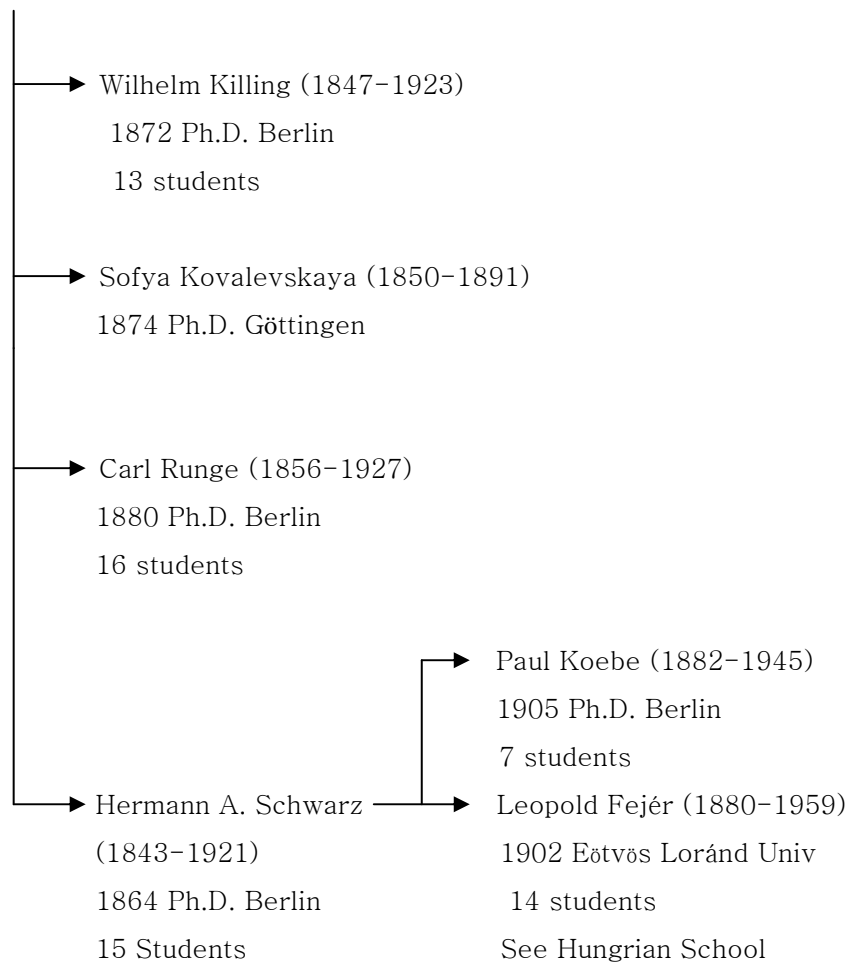 Wilhelm Killing (1847-1923)
1872 Ph.D. Berlin
13 students
Sofya Kovalevskaya (1850-1891)
1874 Ph.D. Göttingen
Carl Runge (1856-1927)
1880 Ph.D. Berlin
16 students
Hermann A. Schwarz
(1843-1921)
1864 Ph.D. Berlin
15 Students
Paul Koebe (1882-1945)
1905 Ph.D. Berlin
7 students
Leopold Fejér (1880-1959)
1902 Eötvös Loránd Univ
14 students
See Hungrian School